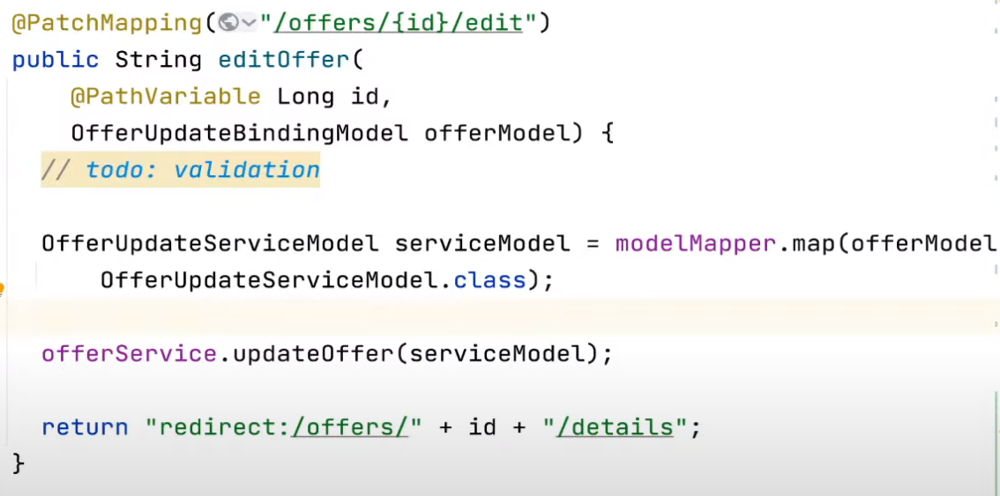 @PatchMapping("/offers/{id}/edit")
public String editOffer(
@PathVariable Long id,
OfferUpdateBindingModel offerModel) {
// todo: validation
OfferUpdateServiceModel serviceModel = modelMapper.map(offerModel
OfferUpdateServiceModel.class);
offerService.updateOffer(serviceModel);
return "redirect:/offers/" + id + "/details";
}